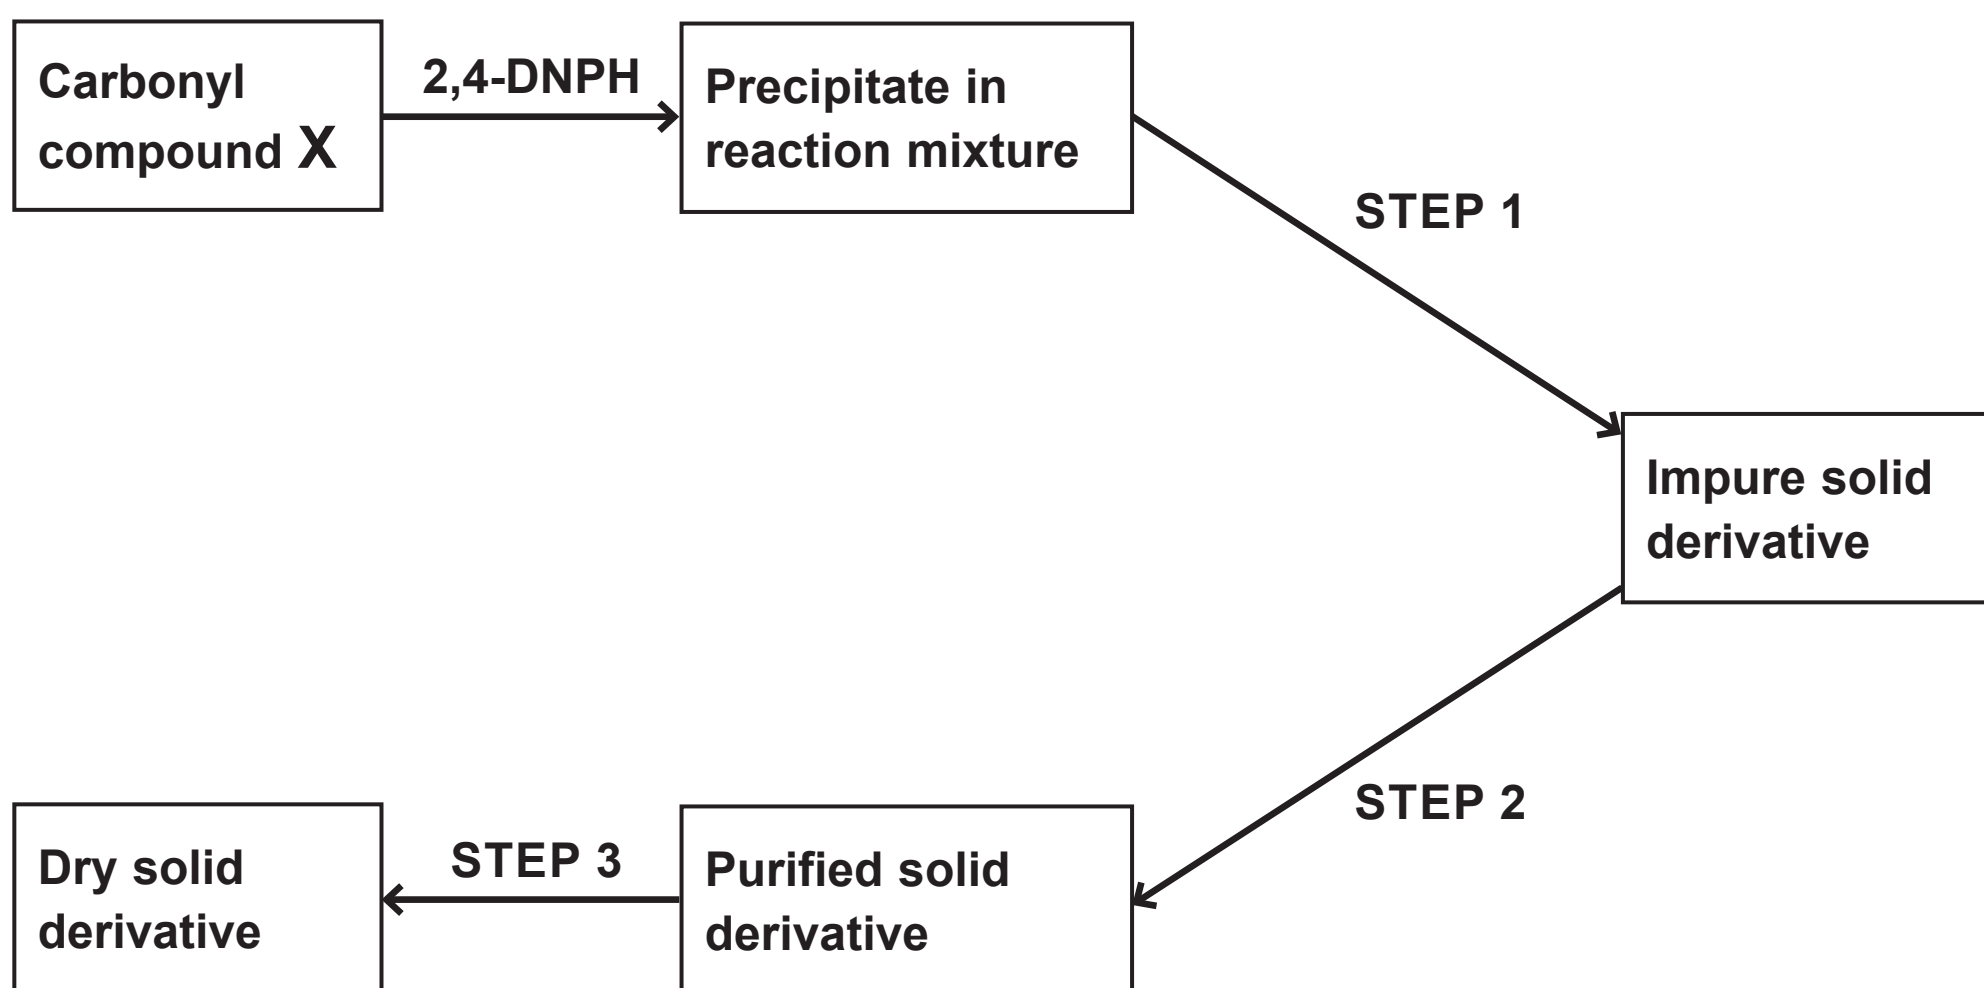 Carbonyl
compound X
2,4-DNPH
Precipitate in
reaction mixture
STEP 1
Impure solid
derivative
STEP 2
Purified solid
derivative
STEP 3
Dry solid
derivative